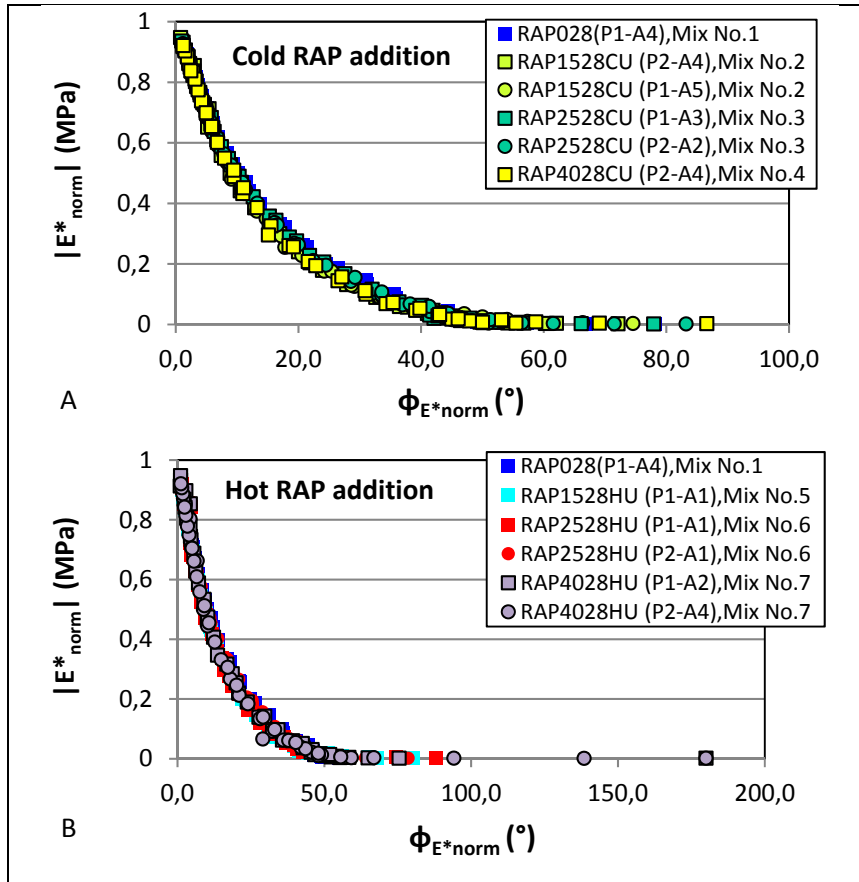 Cold RAP addition
RAP028(P1-A4),Mix No.1
RAP1528CU (P2-A4),Mix No.2
RAP1528CU (P1-A5),Mix No.2
RAP2528CU (P1-A3),Mix No.3
RAP2528CU (P2-A2),Mix No.3
RAP4028CU (P2-A4),Mix No.4
|E*norm| (MPa)
1
0,8
0,6
0,4
0,2
0
0,0 20,0 40,0 60,0 80,0 100,0
A
ϕE*norm (°)
Hot RAP addition
RAP028(P1-A4),Mix No.1
RAP1528HU (P1-A1),Mix No.5
RAP2528HU (P1-A1),Mix No.6
RAP2528HU (P2-A1),Mix No.6
RAP4028HU (P1-A2),Mix No.7
RAP4028HU (P2-A4),Mix No.7
|E*norm| (MPa)
1
0,8
0,6
0,4
0,2
0
0,0 50,0 100,0 150,0 200,0
B
ϕE*norm (°)